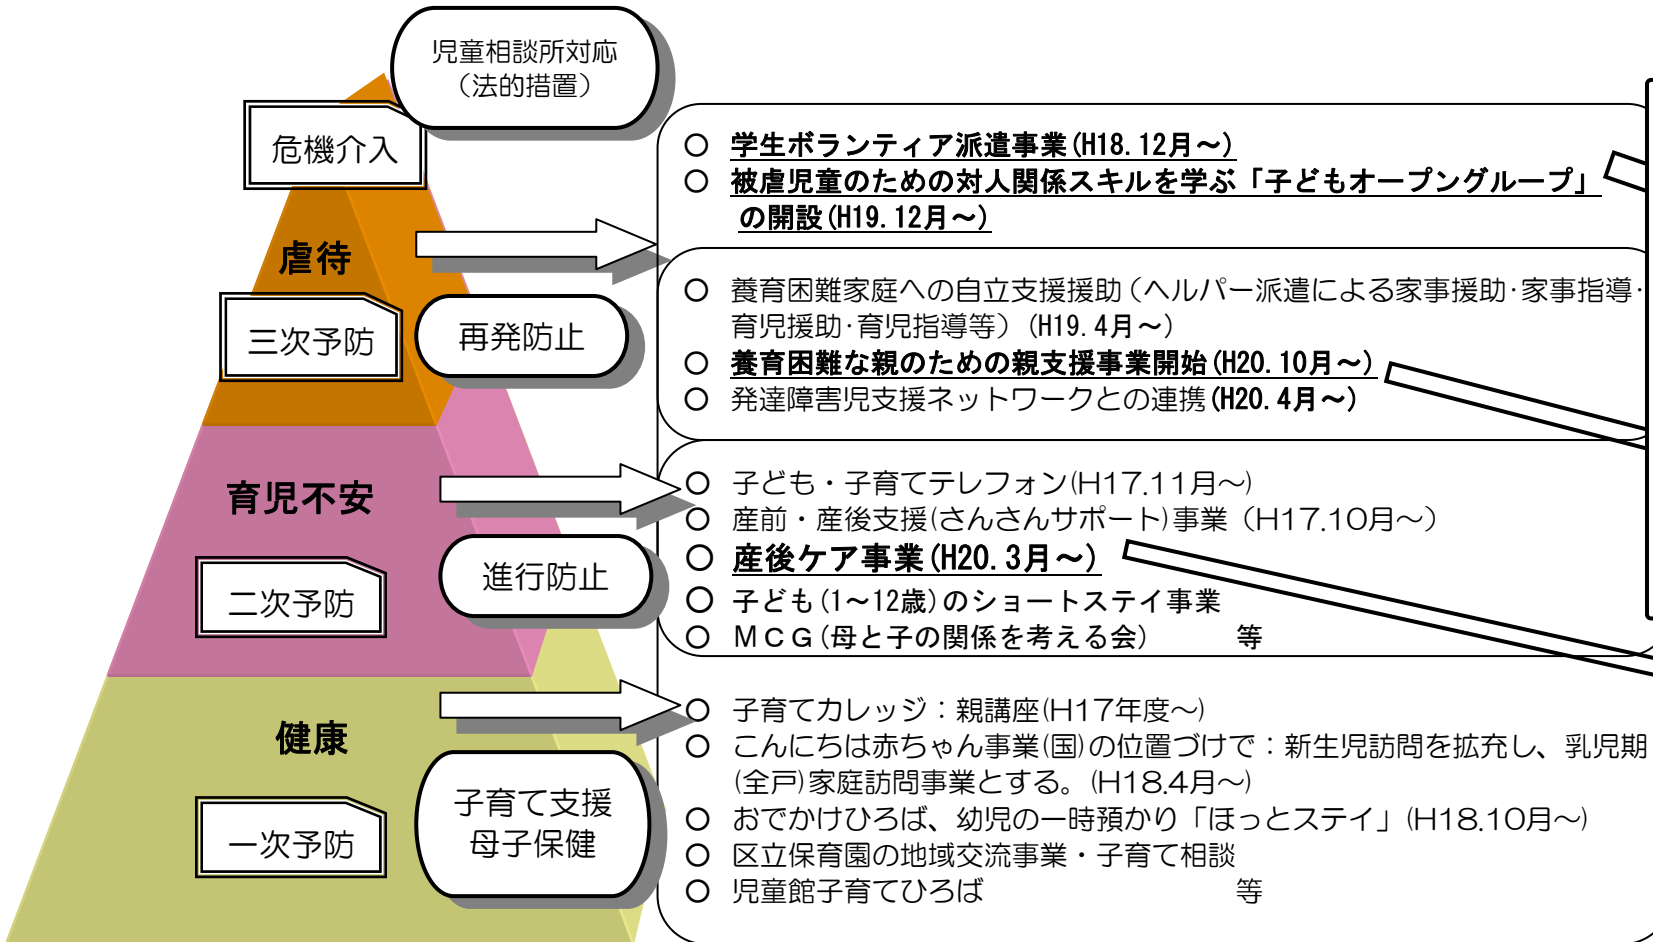 児童相談所対応
（法的措置）
危機介入
○ 学生ボランティア派遣事業(H18.12月～)
○ 被虐児童のための対人関係スキルを学ぶ「子どもオープングループ」
の開設(H19.12月～)
虐待
三次予防
再発防止
○ 養育困難家庭への自立支援援助（ヘルパー派遣による家事援助･家事指導･
育児援助･育児指導等）(H19.4月～)
○ 養育困難な親のための親支援事業開始(H20.10月～)
○ 発達障害児支援ネットワークとの連携(H20.4月～)
育児不安
二次予防
進行防止
○ 子ども・子育てテレフォン(H17.11月～)
○ 産前・産後支援(さんさんサポート)事業（H17.10月～）
○ 産後ケア事業(H20.3月～)
○ 子ども(1～12歳)のショートステイ事業
○ ＭＣＧ(母と子の関係を考える会)　　　等
健康
一次予防
子育て支援
母子保健
○ 子育てカレッジ：親講座(H17年度～)
○ こんにちは赤ちゃん事業(国)の位置づけで：新生児訪問を拡充し、乳児期
(全戸)家庭訪問事業とする。(H18.4月～)
○ おでかけひろば、幼児の一時預かり「ほっとステイ」(H18.10月～)
○ 区立保育園の地域交流事業・子育て相談
○ 児童館子育てひろば　　　　　　　　　等